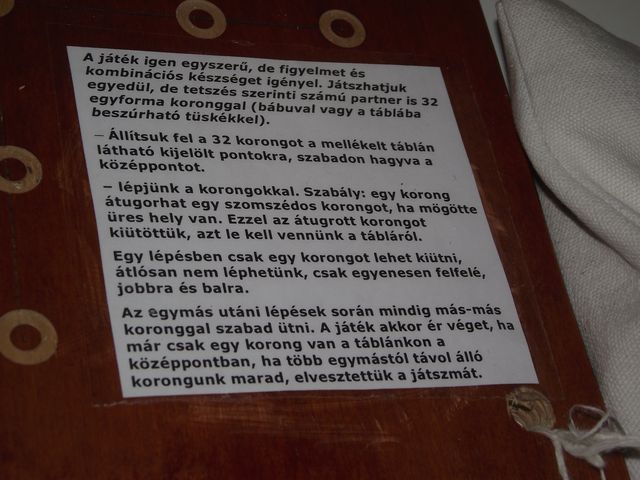 A játék igen egyszerű, de figyelmet és
kombinációs készséget igényel. Játszhatjuk
egyedül, de tetszés szerinti számú partner is 32
egyforma koronggal (bábuval vagy a táblába
beszúrható tüskékkel).
– Állítsuk fel a 32 korongot a mellékelt táblán
látható kijelölt pontokra, szabadon hagyva a
középpontot.
– lépjünk a korongokkal. Szabály: egy korong
átugorhat egy szomszédos korongot, ha mögötte
üres hely van. Ezzel az átugrott korongot
kiütöttük, azt le kell vennünk a tábláról.
Egy lépésben csak egy korongot lehet kiütni,
átlósan nem léphetünk, csak egyenesen felfelé,
jobbra és balra.
Az egymás utáni lépések során mindig más-más
koronggal szabad ütni. A játék akkor ér véget, ha
már csak egy korong van a táblánkon a
középpontban, ha több egymástól távol álló
korongunk marad, elvesztettük a játszmát.